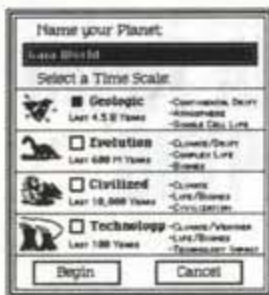 Name your Planet:
Gaia World
Select a Time Scale:
Geologic
Last 4.5 B Years
-Continental Drift
-Atmosphere
-Single Cell Life
Evolution
Last 600 M Years
-Climate/Drift
-Complex Life
-Biomes
Civilized
Last 10,000 Years
-Climate
-Life/Biomes
-Civilization
Technology
Last 100 Years
-Climate/Weather
-Life/Biomes
-Technology Impact
Begin
Cancel